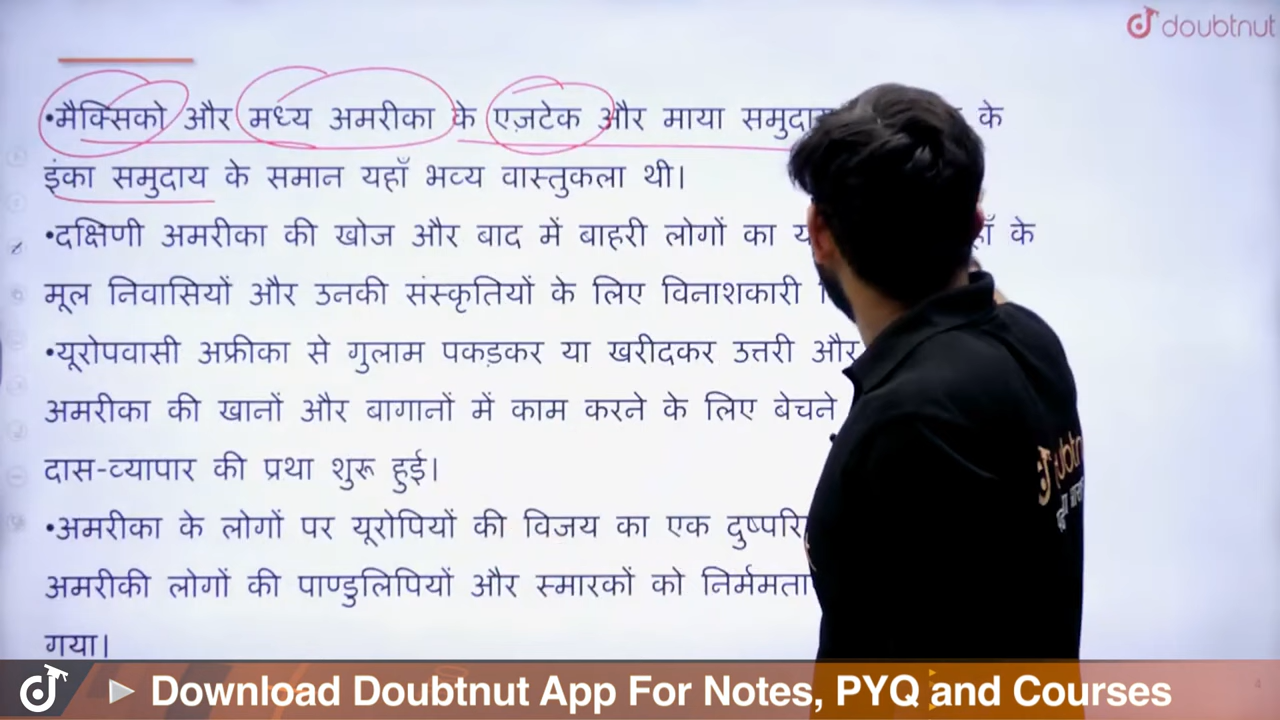 doubtnut
•मैक्सिको और मध्य अमरीका के एज़टेक और माया के
इंका समुदाय के समान यहाँ भव्य वास्तुकला थी।
•दक्षिणी अमरीका की खोज और बाद में बाहरी लोगों का के
मूल निवासियों और उनकी संस्कृतियों के लिए विनाशकारी
•यूरोपवासी अफ्रीका से गुलाम पकड़कर या खरीदकर उत्तरी और
अमरीका की खानों और बागानों में काम करने के लिए बेचने
दास-व्यापार की प्रथा शुरू हुई।
•अमरीका के लोगों पर यूरोपियों की विजय का एक
अमरीकी लोगों की पाण्डुलिपियों और स्मारकों को निर्ममता
गया।
4
Download Doubtnut App For Notes, PYQ and Courses